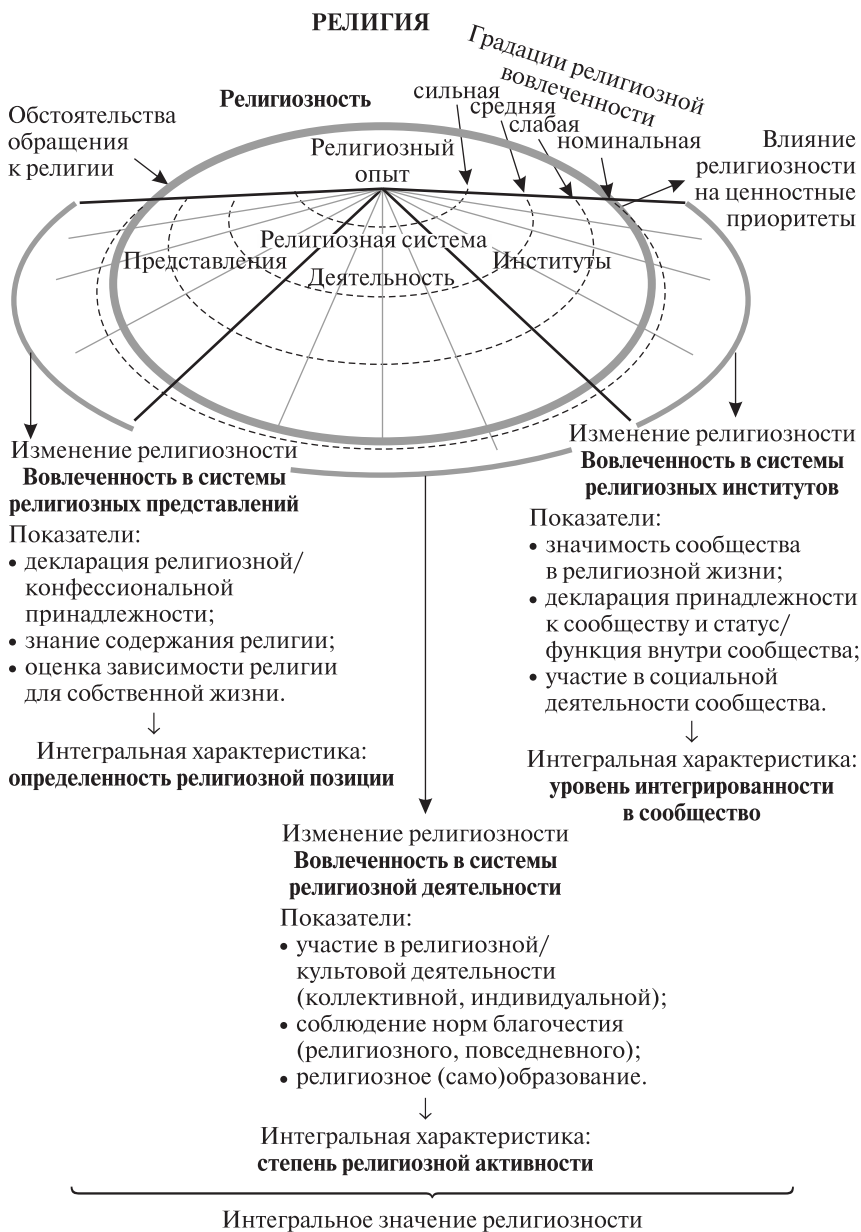 РЕЛИГИЯ
Градации религиозной
вовлеченности
Религиозность
сильная
средняя
слабая
номинальная
Обстоятельства
обращения
к религии
Влияние
религиозности
на ценностные
приоритеты
Религиозный
опыт
Религиозная система
Представления
Деятельность
Институты
Изменение религиозности
Вовлеченность в системы
религиозных представлений
Показатели:
• декларация религиозной/
конфессиональной
принадлежности;
• знание содержания религии;
• оценка зависимости религии
для собственной жизни.
↓
Интегральная характеристика:
определенность религиозной позиции
Изменение религиозности
Вовлеченность в системы
религиозных институтов
Показатели:
• значимость сообщества
в религиозной жизни;
• декларация принадлежности
к сообществу и статус/
функция внутри сообщества;
• участие в социальной
деятельности сообщества.
↓
Интегральная характеристика:
уровень интегрированности
в сообщество
Изменение религиозности
Вовлеченность в системы
религиозной деятельности
Показатели:
• участие в религиозной/
культовой деятельности
(коллективной, индивидуальной);
• соблюдение норм благочестия
(религиозного, повседневного);
• религиозное (само)образование.
↓
Интегральная характеристика:
степень религиозной активности
Интегральное значение религиозности